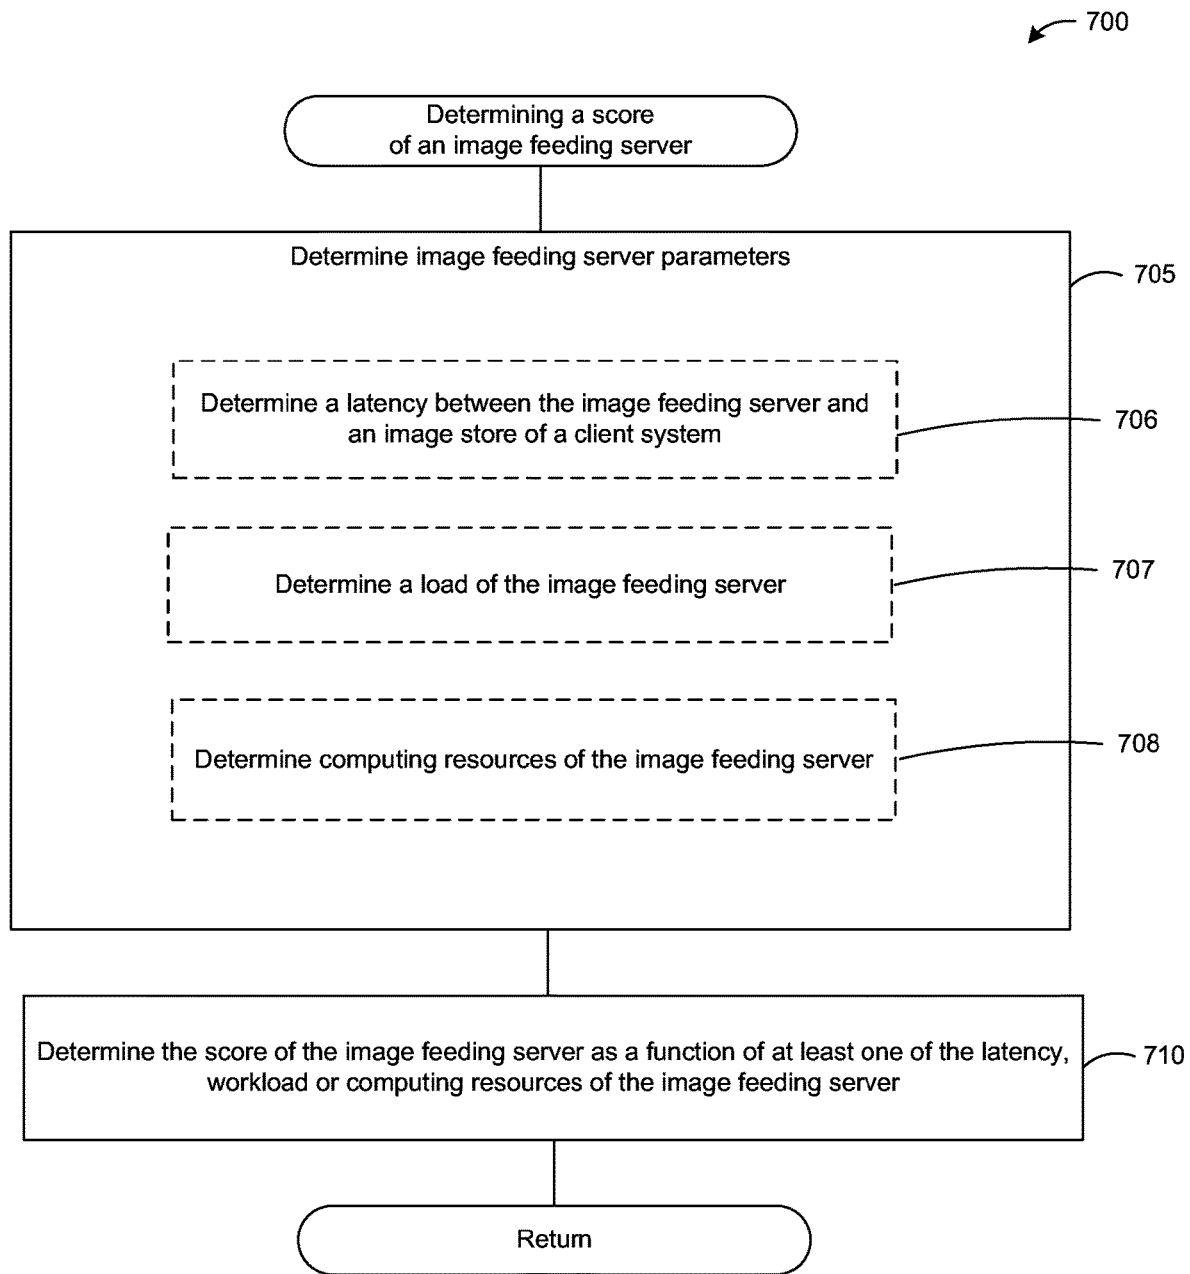 700
Determining a score
of an image feeding server
Determine image feeding server parameters
705
Determine a latency between the image feeding server and
an image store of a client system
706
Determine a load of the image feeding server
707
Determine computing resources of the image feeding server
708
Determine the score of the image feeding server as a function of at least one of the latency,
workload or computing resources of the image feeding server
710
Return